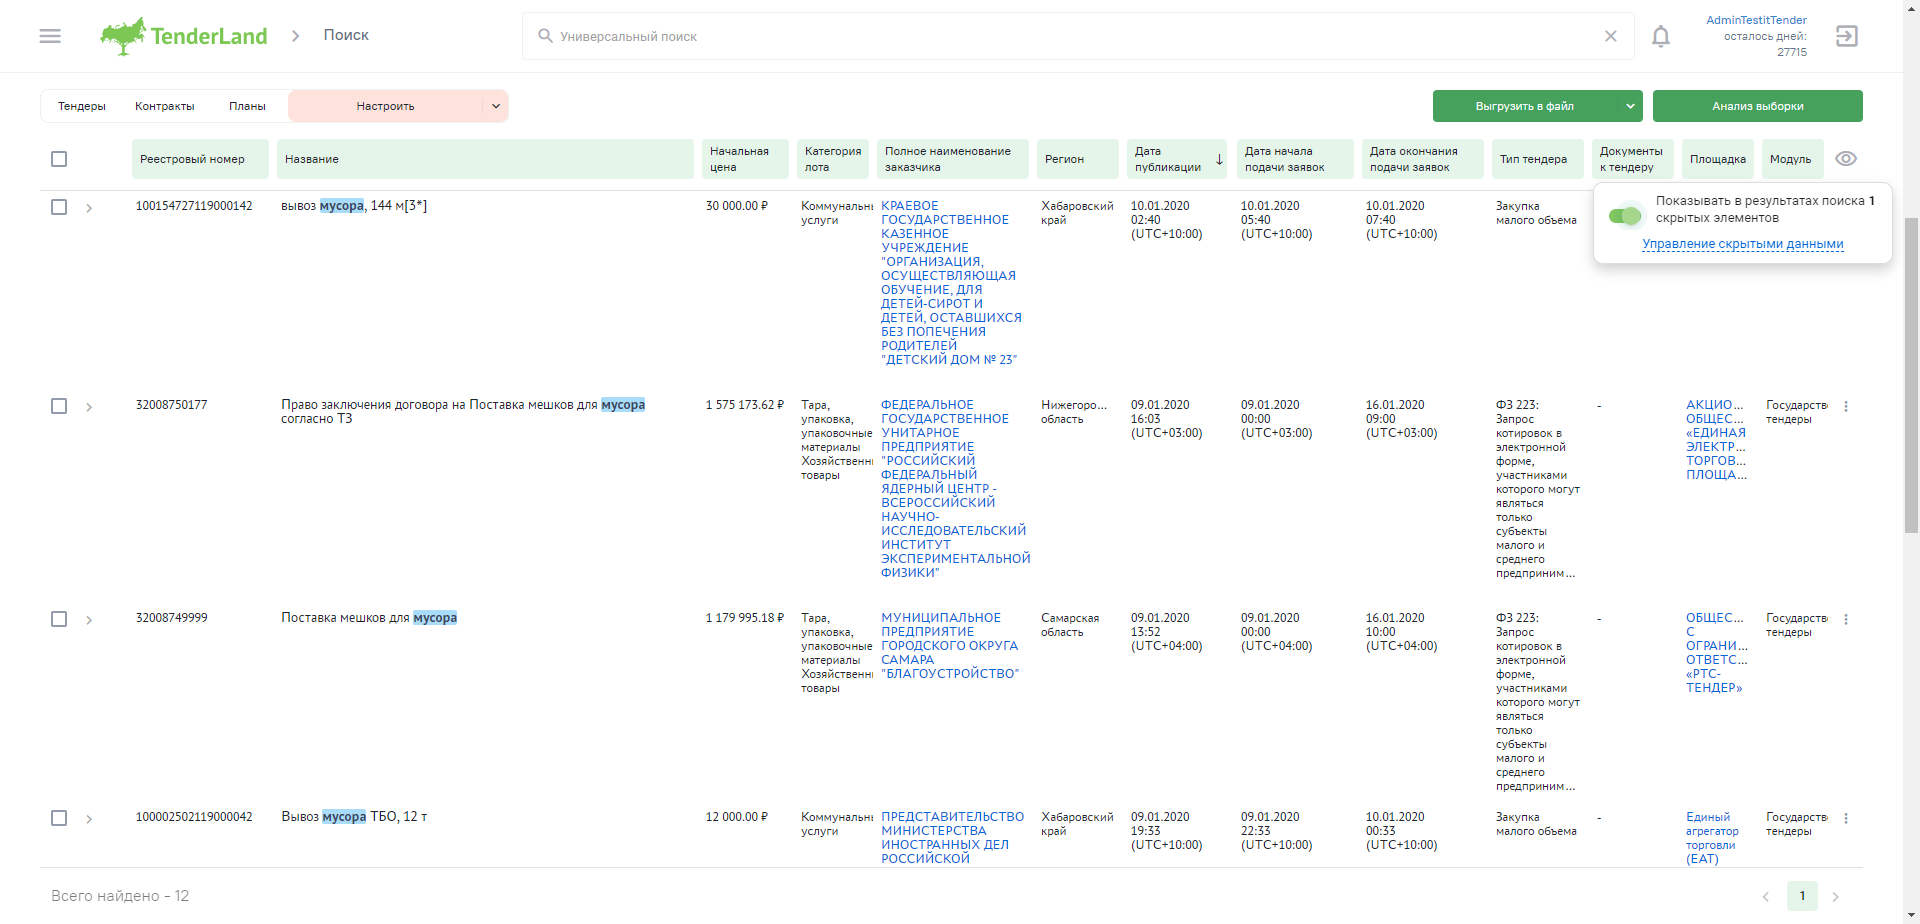 TenderLand
Поиск
Универсальный поиск
AdminTestitTender
осталось дней:
27715
Тендеры
Контракты
Планы
Настроить
Выгрузить в файл
Анализ выборки
Реестровый номер
Название
Начальная
цена
Категория
лота
Полное наименование
заказчика
Регион
Дата
публикации
Дата начала
подачи заявок
Дата окончания
подачи заявок
Тип тендера
Документы
к тендеру
Площадка
Модуль
Показывать в результатах поиска 1
скрытых элементов
Управление скрытыми данными
100154727119000142
вывоз мусора, 144 м[3*]
30 000.00 ₽
Коммунальн
услуги
КРАЕВОЕ
ГОСУДАРСТВЕННОЕ
КАЗЕННОЕ
УЧРЕЖДЕНИЕ
"ОРГАНИЗАЦИЯ,
ОСУЩЕСТВЛЯЮЩАЯ
ОБУЧЕНИЕ, ДЛЯ
ДЕТЕЙ-СИРОТ И
ДЕТЕЙ, ОСТАВШИХСЯ
БЕЗ ПОПЕЧЕНИЯ
РОДИТЕЛЕЙ
"ДЕТСКИЙ ДОМ № 23"
Хабаровский
край
10.01.2020
02:40
(UTC+10:00)
10.01.2020
05:40
(UTC+10:00)
10.01.2020
07:40
(UTC+10:00)
Закупка
малого объема
32008750177
Право заключения договора на Поставка мешков для мусора
согласно ТЗ
1 575 173.62 ₽
Тара,
упаковка,
упаковочные
материалы
Хозяйственн
товары
ФЕДЕРАЛЬНОЕ
ГОСУДАРСТВЕННОЕ
УНИТАРНОЕ
ПРЕДПРИЯТИЕ
"РОССИЙСКИЙ
ФЕДЕРАЛЬНЫЙ
ЯДЕРНЫЙ ЦЕНТР -
ВСЕРОССИЙСКИЙ
НАУЧНО-
ИССЛЕДОВАТЕЛЬСКИЙ
ИНСТИТУТ
ЭКСПЕРИМЕНТАЛЬНОЙ
ФИЗИКИ"
Нижегоро...
область
09.01.2020
16:03
(UTC+03:00)
09.01.2020
00:00
(UTC+03:00)
16.01.2020
09:00
(UTC+03:00)
ФЗ 223:
Запрос
котировок в
электронной
форме,
участниками
которого могут
являться
только
субъекты
малого и
среднего
предприним...
-
АКЦИО...
ОБЩЕС...
«ЕДИНАЯ
ЭЛЕКТР...
ТОРГОВ...
ПЛОЩА...
Государств
тендеры
32008749999
Поставка мешков для мусора
1 179 995.18 ₽
Тара,
упаковка,
упаковочные
материалы
Хозяйственн
товары
МУНИЦИПАЛЬНОЕ
ПРЕДПРИЯТИЕ
ГОРОДСКОГО ОКРУГА
САМАРА
"БЛАГОУСТРОЙСТВО"
Самарская
область
09.01.2020
13:52
(UTC+04:00)
09.01.2020
00:00
(UTC+04:00)
16.01.2020
10:00
(UTC+04:00)
ФЗ 223:
Запрос
котировок в
электронной
форме,
участниками
которого могут
являться
только
субъекты
малого и
среднего
предприним...
-
ОБЩЕС...
С
ОГРАНИ...
ОТВЕТС...
«РТС-
ТЕНДЕР»
Государств
тендеры
100002502119000042
Вывоз мусора ТБО, 12 т
12 000.00 ₽
Коммунальн
услуги
ПРЕДСТАВИТЕЛЬСТВО
МИНИСТЕРСТВА
ИНОСТРАННЫХ ДЕЛ
РОССИЙСКОЙ
Хабаровский
край
09.01.2020
19:33
(UTC+10:00)
09.01.2020
22:33
(UTC+10:00)
10.01.2020
00:33
(UTC+10:00)
Закупка
малого объема
-
Единый
агрегатор
торговли
(ЕАТ)
Государств
тендеры
Всего найдено - 12
1